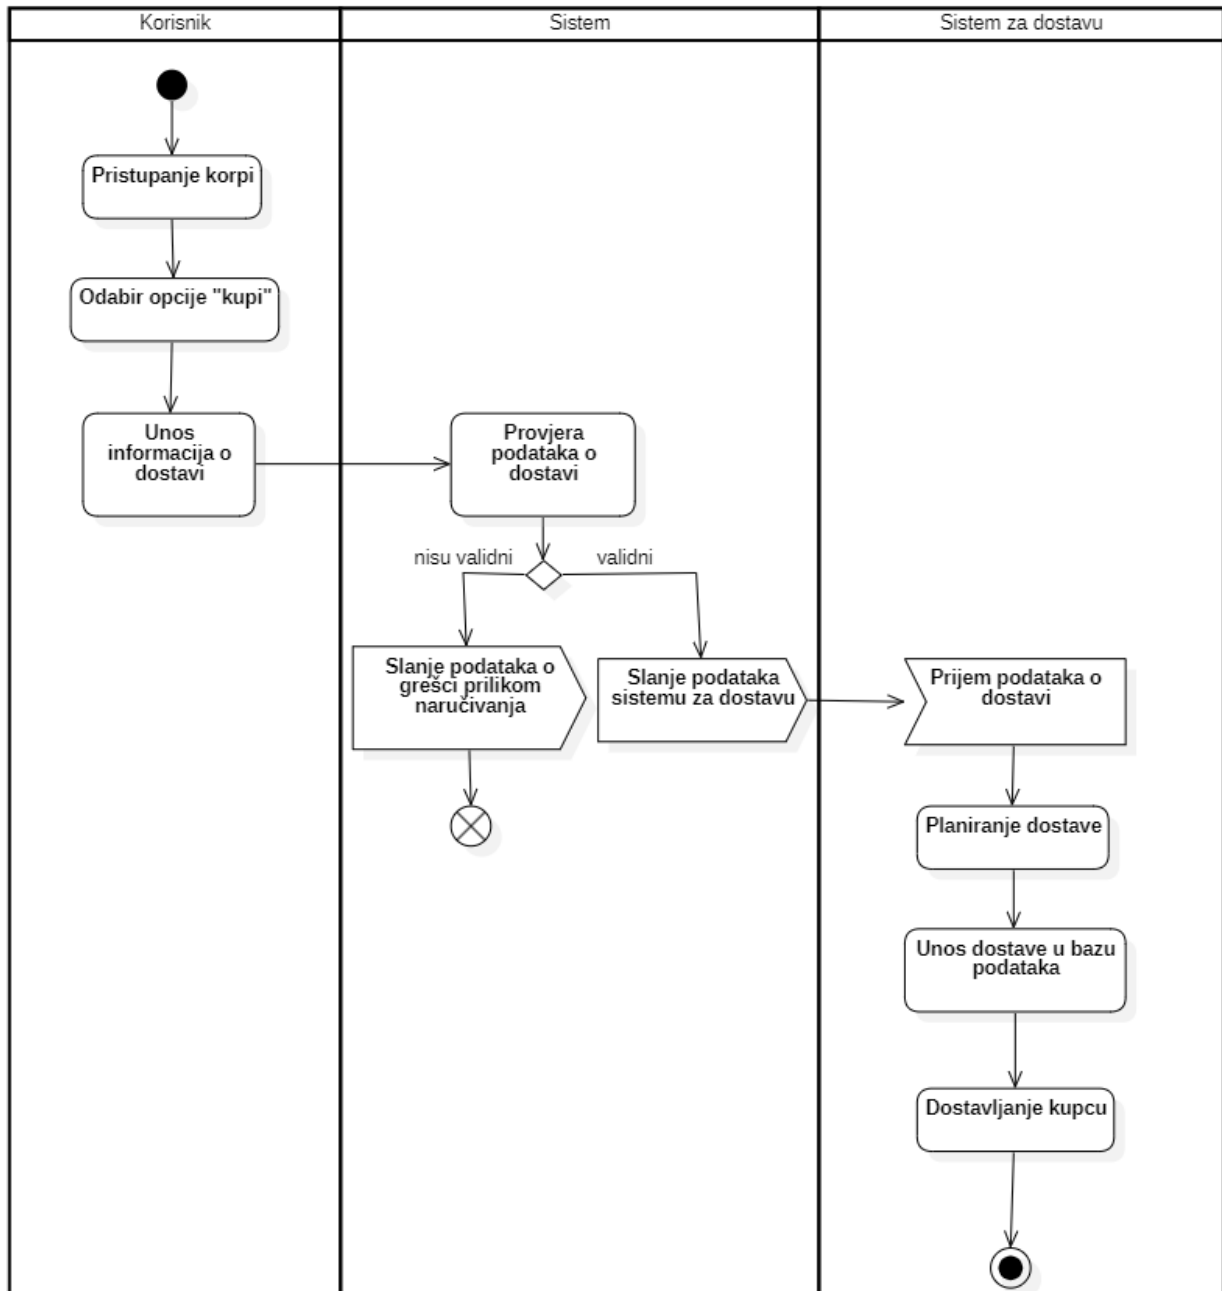 Korisnik
Sistem
Sistem za dostavu
Pristupanje korpi
Odabir opcije "kupi"
Unos
informacija o
dostavi
Provjera
podataka o
dostavi
nisu validni
validni
Slanje podataka o
grešci prilikom
naručivanja
Slanje podataka
sistemu za dostavu
Prijem podataka o
dostavi
Planiranje dostave
Unos dostave u bazu
podataka
Dostavljanje kupcu